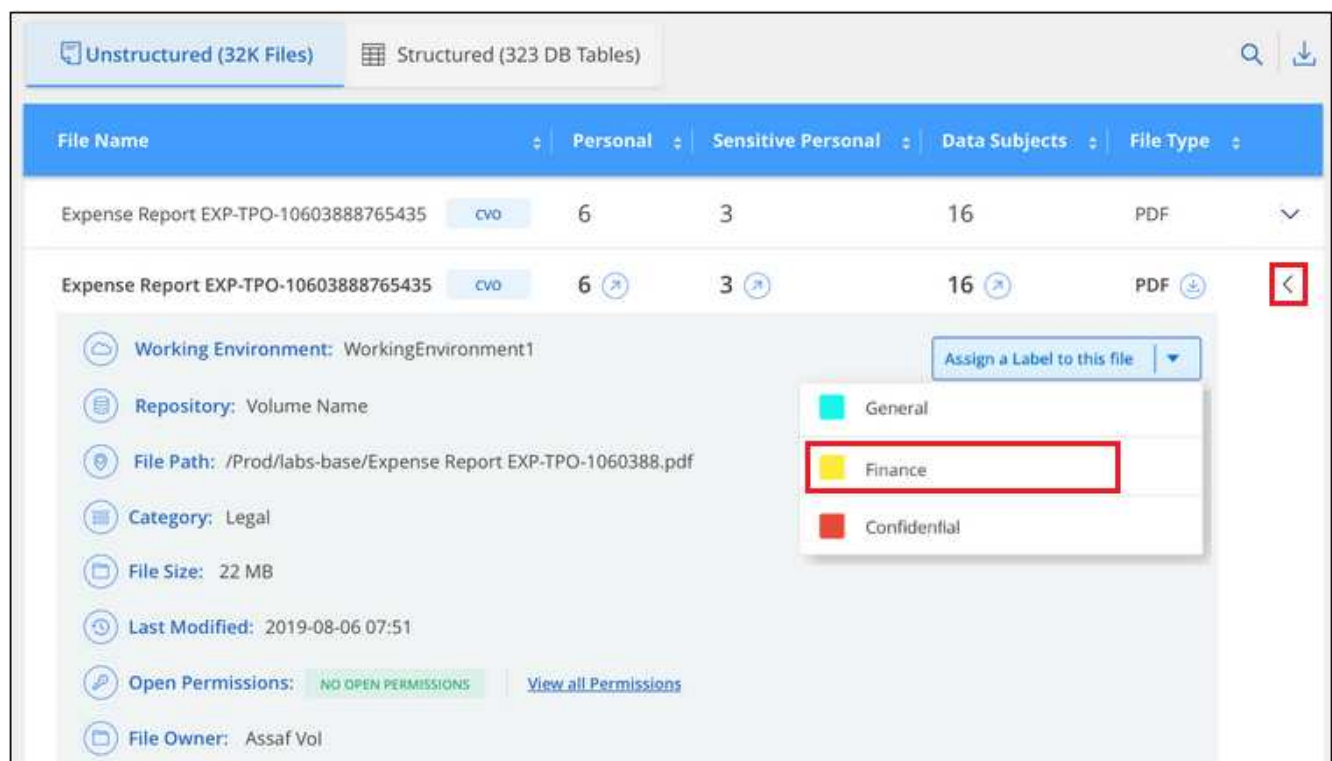 Unstructured (32K Files) Structured (323 DB Tables)
File Name Personal Sensitive Personal Data Subjects File Type
Expense Report EXP-TPO-10603888765435 CVO 6 3 16 PDF
Expense Report EXP-TPO-10603888765435 CVO 6 3 16 PDF
Working Environment: WorkingEnvironment1 Assign a Label to this file
General
Repository: Volume Name
File Path: /Prod/labs-base/Expense Report EXP-TPO-1060388.pdf
Finance
Category: Legal
Confidential
File Size: 22 MB
Last Modified: 2019-08-06 07:51
Open Permissions: NO OPEN PERMISSIONS View all Permissions
File Owner: Assaf Vol